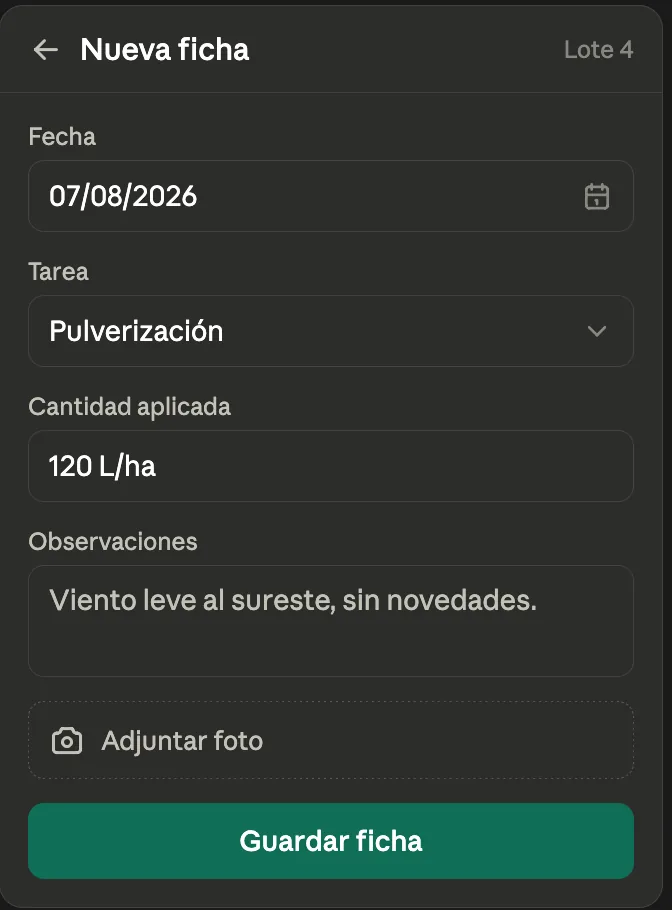 Nueva ficha
Lote 4
Fecha
07/08/2026
Tarea
Pulverización
Cantidad aplicada
120 L/ha
Observaciones
Viento leve al sureste, sin novedades.
Adjuntar foto
Guardar ficha